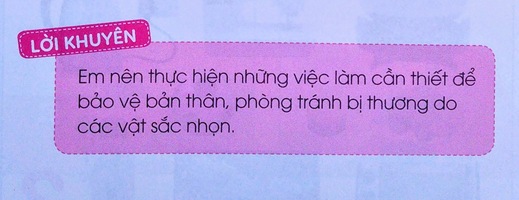 LỜI KHUYÊN
Em nên thực hiện những việc làm cần thiết để
bảo vệ bản thân, phòng tránh bị thương do
các vật sắc nhọn.